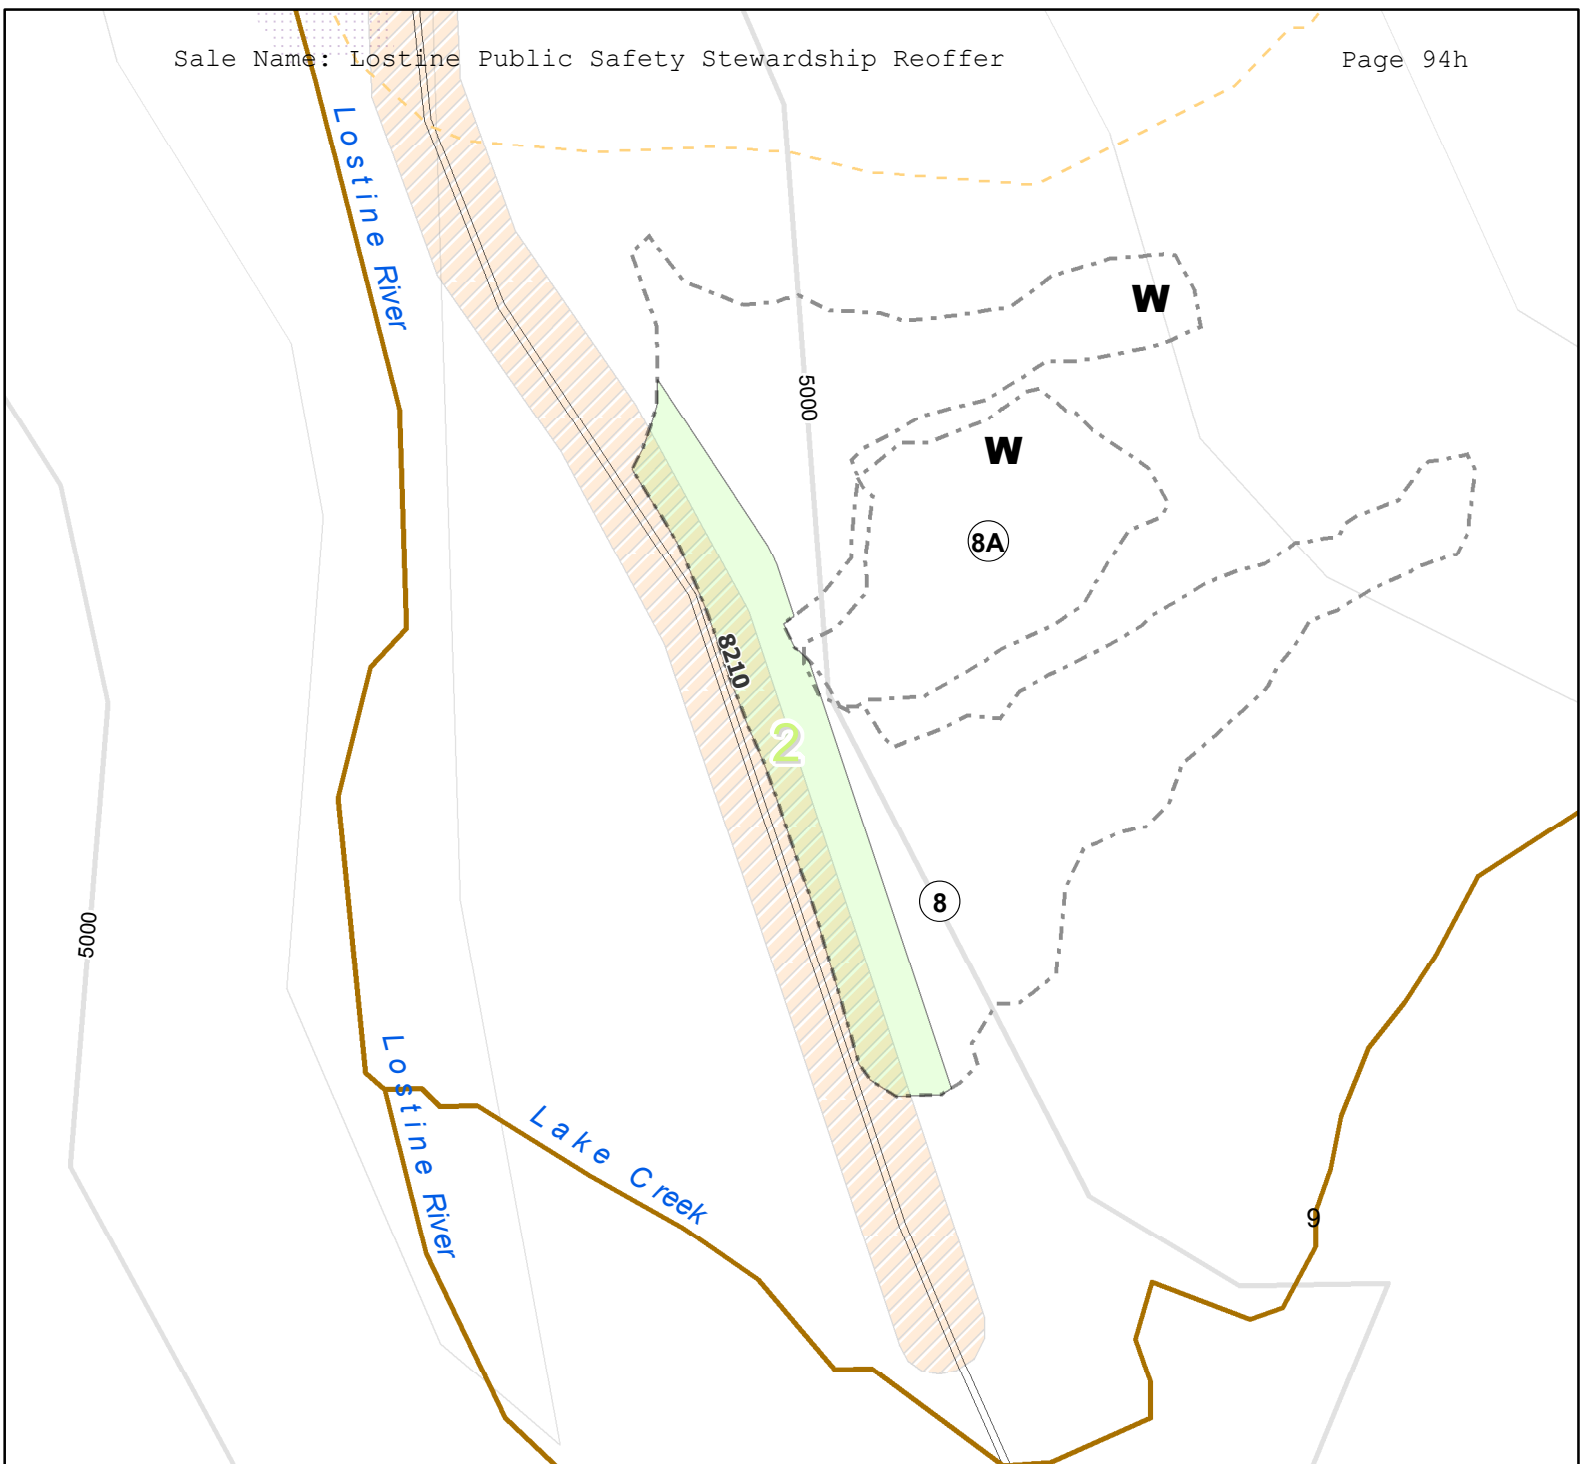 Sale Name: Lostine Public Safety Stewardship Reoffer
Page 94h
Lostine River
W
5000
W
8A
8210
2
8
5000
Lostine River
Lake Creek
9